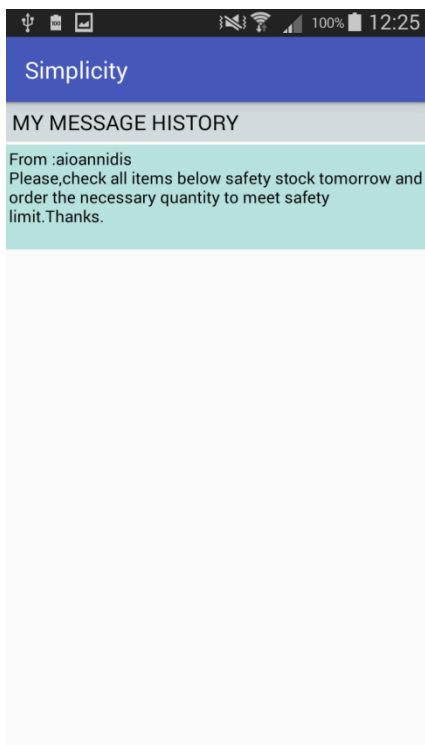 100% 12:25
Simplicity
MY MESSAGE HISTORY
From :aioannidis
Please,check all items below safety stock tomorrow and
order the necessary quantity to meet safety
limit.Thanks.